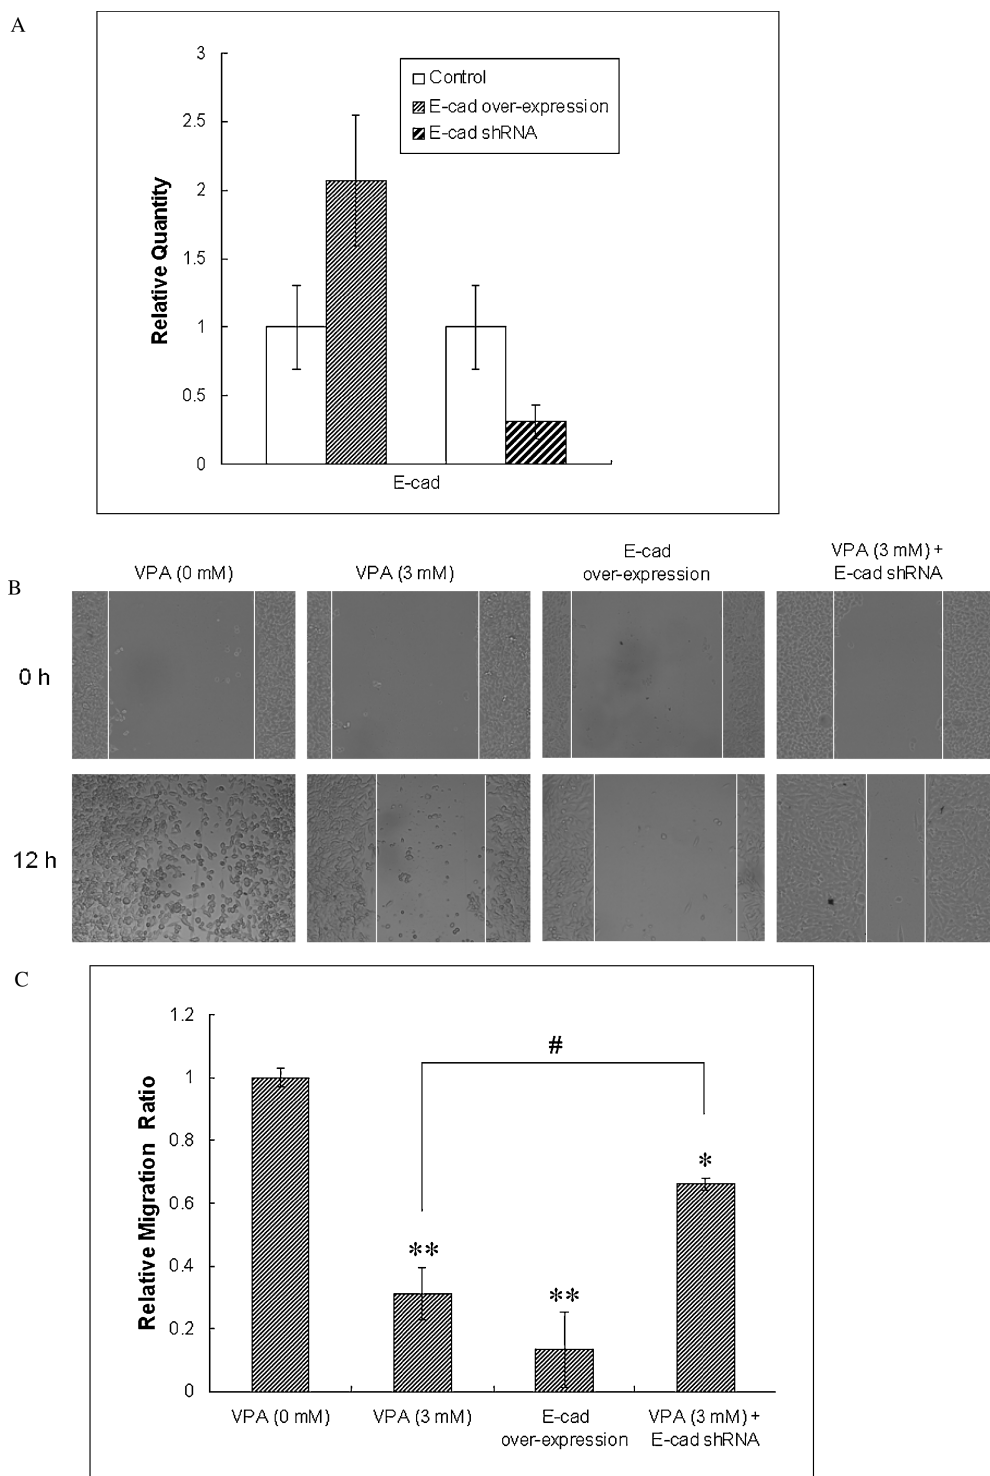 A
3
2.5
2
1.5
1
0.5
0
Relative Quantity
Control
E-cad over-expression
E-cad shRNA
E-cad
B
VPA (0 mM)
VPA (3 mM)
E-cad
over-expression
VPA (3 mM) +
E-cad shRNA
0 h
12 h
C
1.2
1
0.8
0.6
0.4
0.2
0
Relative Migration Ratio
#
**
**
*
VPA (0 mM)
VPA (3 mM)
E-cad
over-expression
VPA (3 mM) +
E-cad shRNA